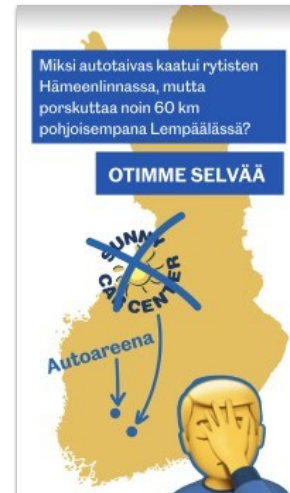 Miksi autotaivas kaatui rytisten
Hämeenlinnassa, mutta
porskuttaa noin 60 km
pohjoisempana Lempäälässä?
OTIMME SELVÄÄ
SUNNY
CAR CENTER
Autoareena